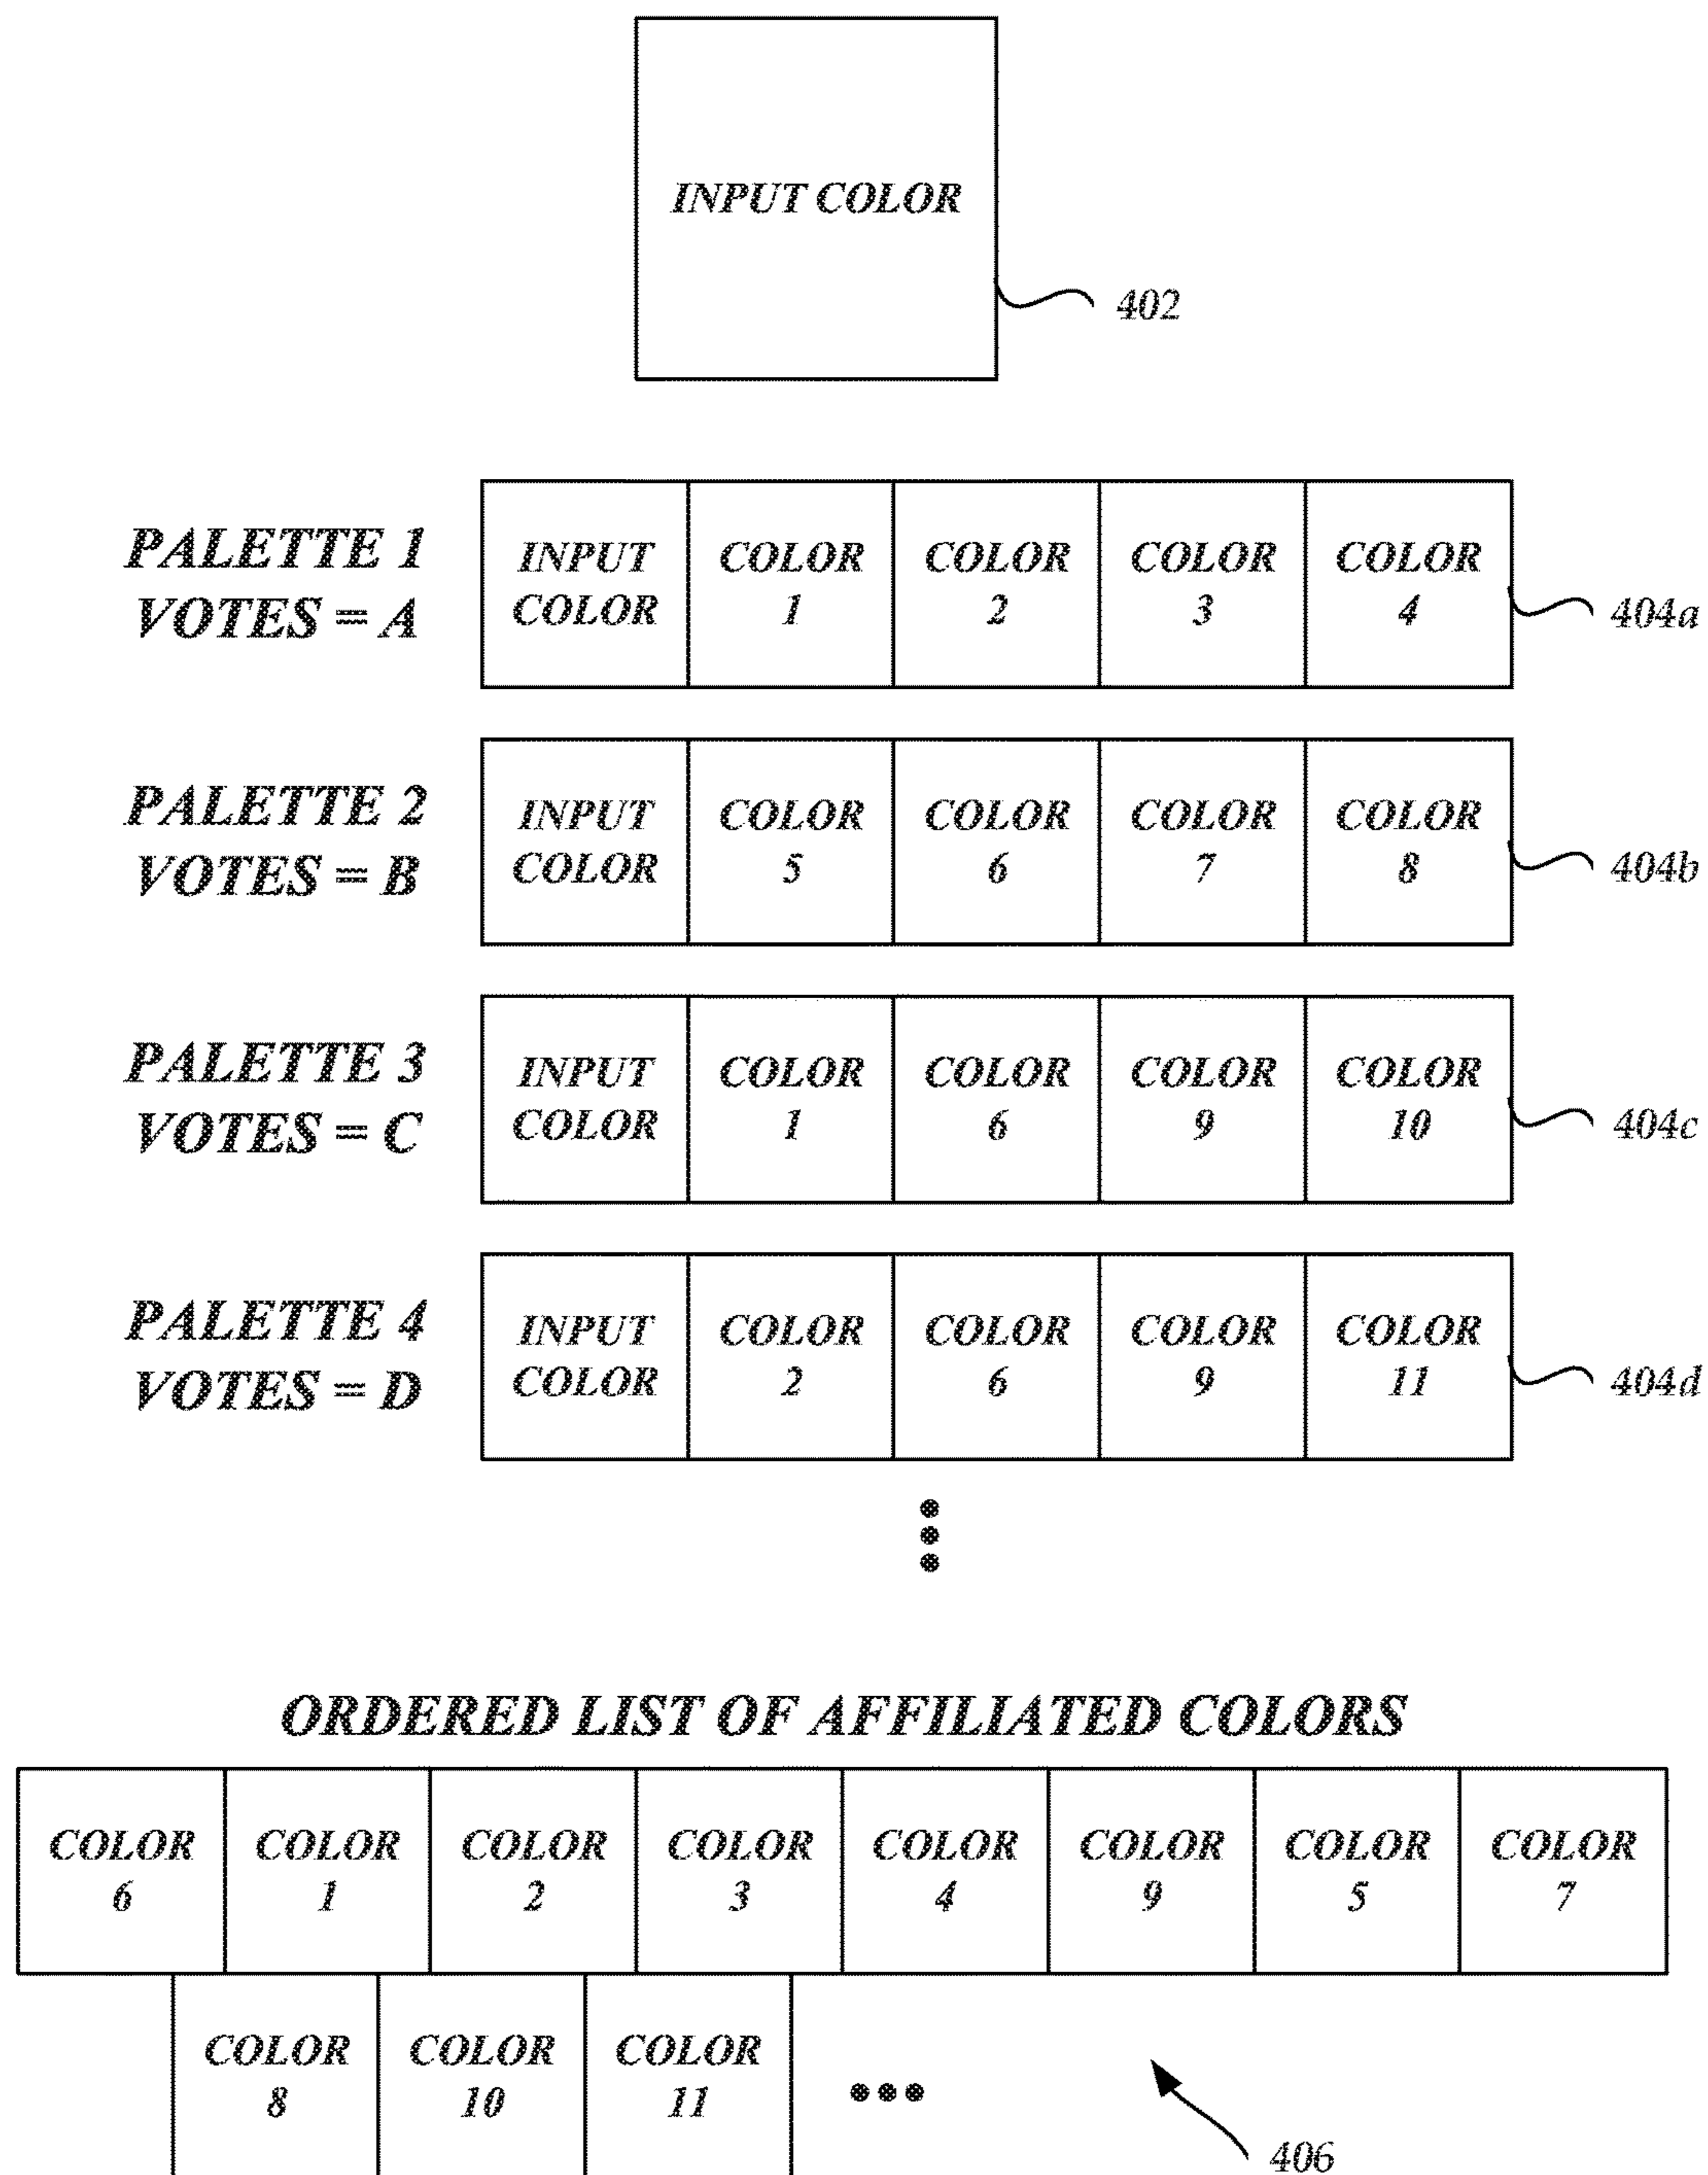 INPUT COLOR
402
PALETTE 1
VOTES = A
INPUT COLOR
COLOR 1
COLOR 2
COLOR 3
COLOR 4
404a
PALETTE 2
VOTES = B
INPUT COLOR
COLOR 5
COLOR 6
COLOR 7
COLOR 8
404b
PALETTE 3
VOTES = C
INPUT COLOR
COLOR 1
COLOR 6
COLOR 9
COLOR 10
404c
PALETTE 4
VOTES = D
INPUT COLOR
COLOR 2
COLOR 6
COLOR 9
COLOR 11
404d
ORDERED LIST OF AFFILIATED COLORS
COLOR 6
COLOR 1
COLOR 2
COLOR 3
COLOR 4
COLOR 9
COLOR 5
COLOR 7
COLOR 8
COLOR 10
COLOR 11
406